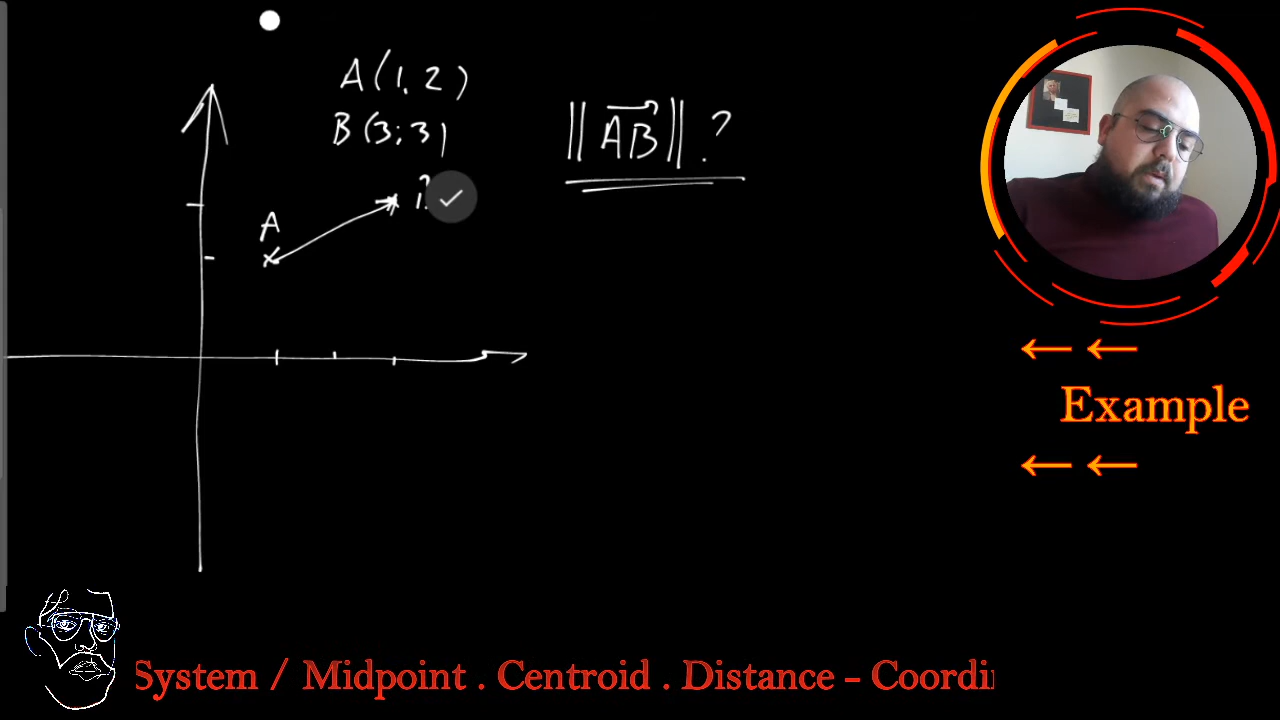 A(1,2)
B(3;3)
||AB||?
A
← ←
Example
← ←
System / Midpoint . Centroid . Distance - Coordi